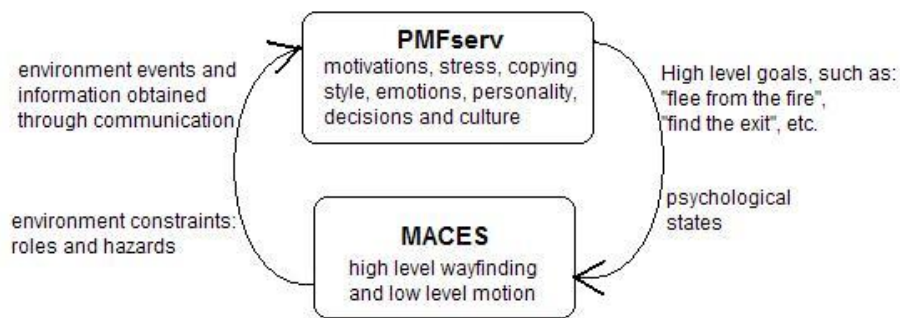 PMFserv
motivations, stress, copying
style, emotions, personality,
decisions and culture
environment events and
information obtained
through communication
High level goals, such as:
"flee from the fire",
"find the exit", etc.
environment constraints:
roles and hazards
psychological
states
MACES
high level wayfinding
and low level motion